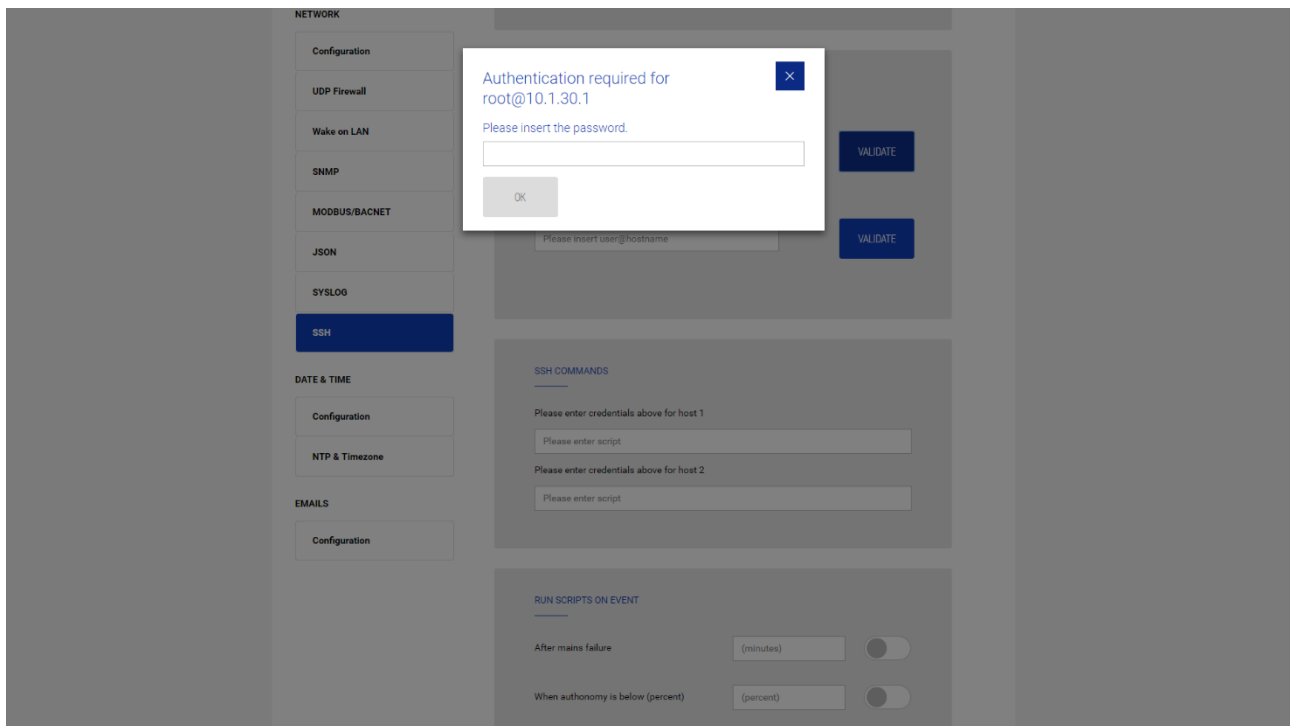 NETWORK
Configuration
UDP Firewall
Wake on LAN
SNMP
MODBUS/BACNET
JSON
SYSLOG
SSH
DATE & TIME
Configuration
NTP & Timezone
EMAILS
Configuration
Authentication required for
root@10.1.30.1
×
Please insert the password.
OK
VALIDATE
Please insert user@hostname
VALIDATE
SSH COMMANDS
Please enter credentials above for host 1
Please enter script
Please enter credentials above for host 2
Please enter script
RUN SCRIPTS ON EVENT
After mains failure
(minutes)
When authonomy is below (percent)
(percent)